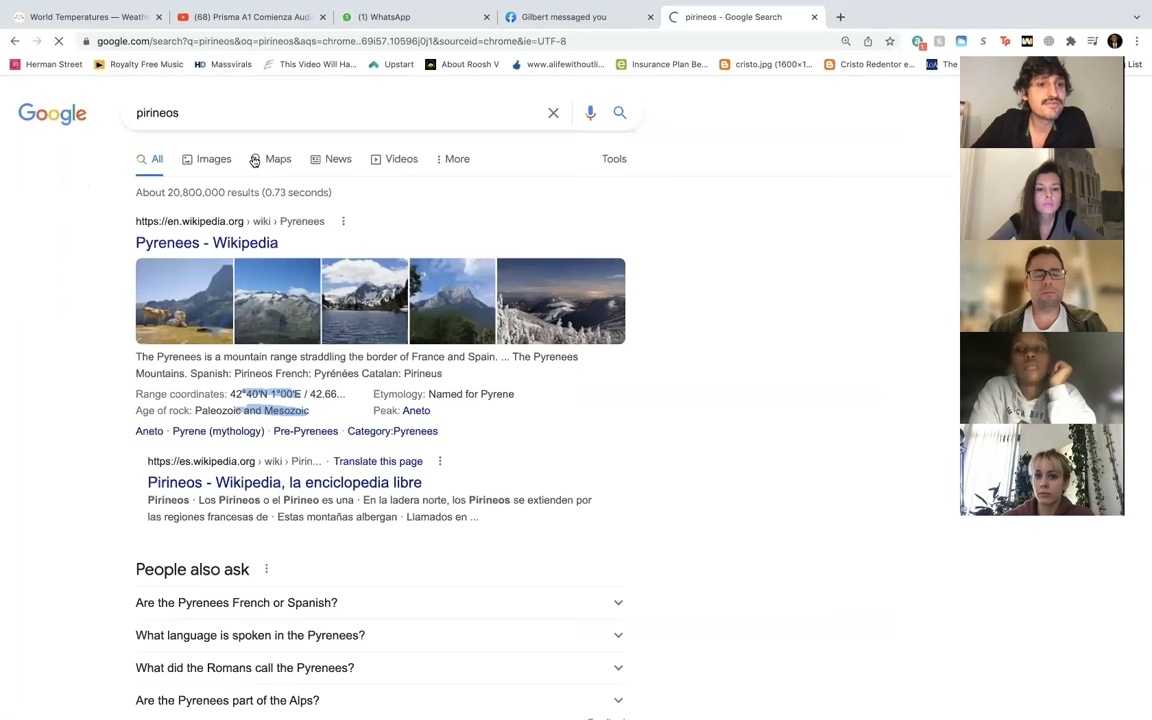 World Temperatures — Weath
(68) Prisma A1 Comienza Audi
(1) WhatsApp
Gilbert messaged you
pirineos - Google Search
google.com/search?q=pirineos&oq=pirineos&aqs=chrome..69i57.10596j0j1&sourceid=chrome&ie=UTF-8
Herman Street
Royalty Free Music
HD Massvirals
This Video Will Ha...
Upstart
About Roosh V
www.alifewithoutli...
Insurance Plan Be...
cristo.jpg (1600×1...
Cristo Redentor e...
The
List
Google
pirineos
All
Images
Maps
News
Videos
More
Tools
About 20,800,000 results (0.73 seconds)
https://en.wikipedia.org › wiki › Pyrenees
Pyrenees - Wikipedia
The Pyrenees is a mountain range straddling the border of France and Spain. ... The Pyrenees
Mountains. Spanish: Pirineos French: Pyrénées Catalan: Pirineus
Range coordinates: 42°40′N 1°00′E / 42.66...
Etymology: Named for Pyrene
Age of rock: Paleozoic and Mesozoic
Peak: Aneto
Aneto · Pyrene (mythology) · Pre-Pyrenees · Category:Pyrenees
https://es.wikipedia.org › wiki › Pirin... · Translate this page
Pirineos - Wikipedia, la enciclopedia libre
Pirineos · Los Pirineos o el Pirineo es una · En la ladera norte, los Pirineos se extienden por
las regiones francesas de · Estas montañas albergan · Llamados en ...
People also ask
Are the Pyrenees French or Spanish?
What language is spoken in the Pyrenees?
What did the Romans call the Pyrenees?
Are the Pyrenees part of the Alps?